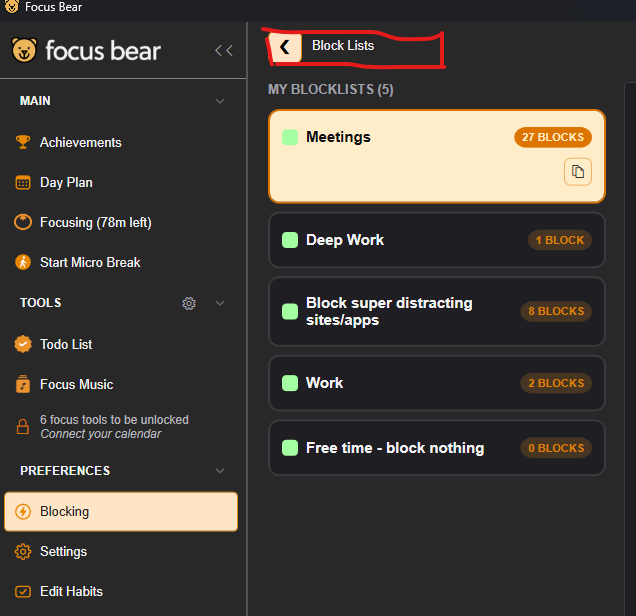 Focus Bear
focus bear
Block Lists
MAIN
Achievements
Day Plan
Focusing (78m left)
Start Micro Break
TOOLS
Todo List
Focus Music
6 focus tools to be unlocked
Connect your calendar
PREFERENCES
Blocking
Settings
Edit Habits
MY BLOCKLISTS (5)
Meetings
27 BLOCKS
Deep Work
1 BLOCK
Block super distracting
sites/apps
8 BLOCKS
Work
2 BLOCKS
Free time - block nothing
0 BLOCKS